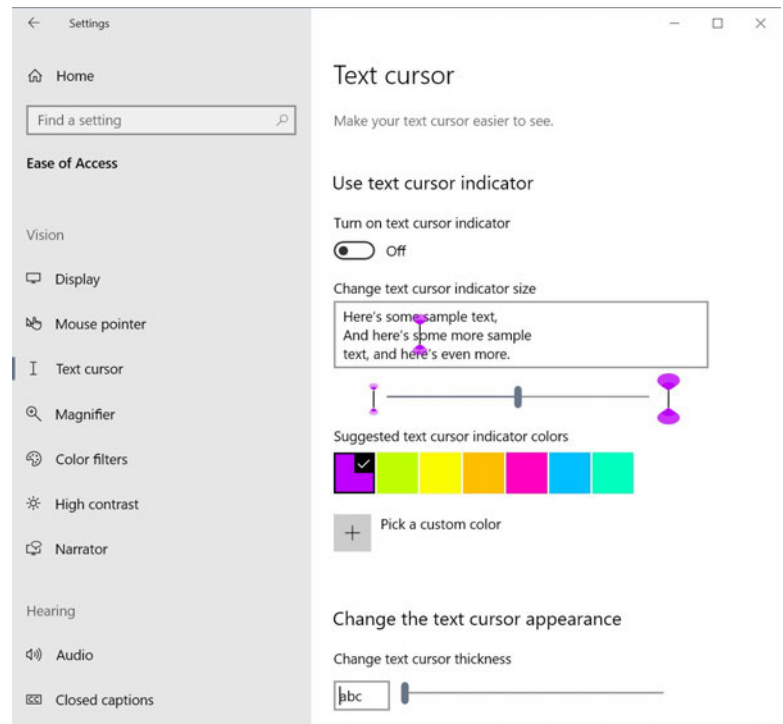 Settings
Home
Find a setting
Ease of Access
Vision
Display
Mouse pointer
Text cursor
Magnifier
Color filters
High contrast
Narrator
Hearing
Audio
Closed captions
Text cursor
Make your text cursor easier to see.
Use text cursor indicator
Turn on text cursor indicator
Off
Change text cursor indicator size
Here's some sample text,
And here's some more sample
text, and here's even more.
Suggested text cursor indicator colors
Pick a custom color
Change the text cursor appearance
Change text cursor thickness
abc